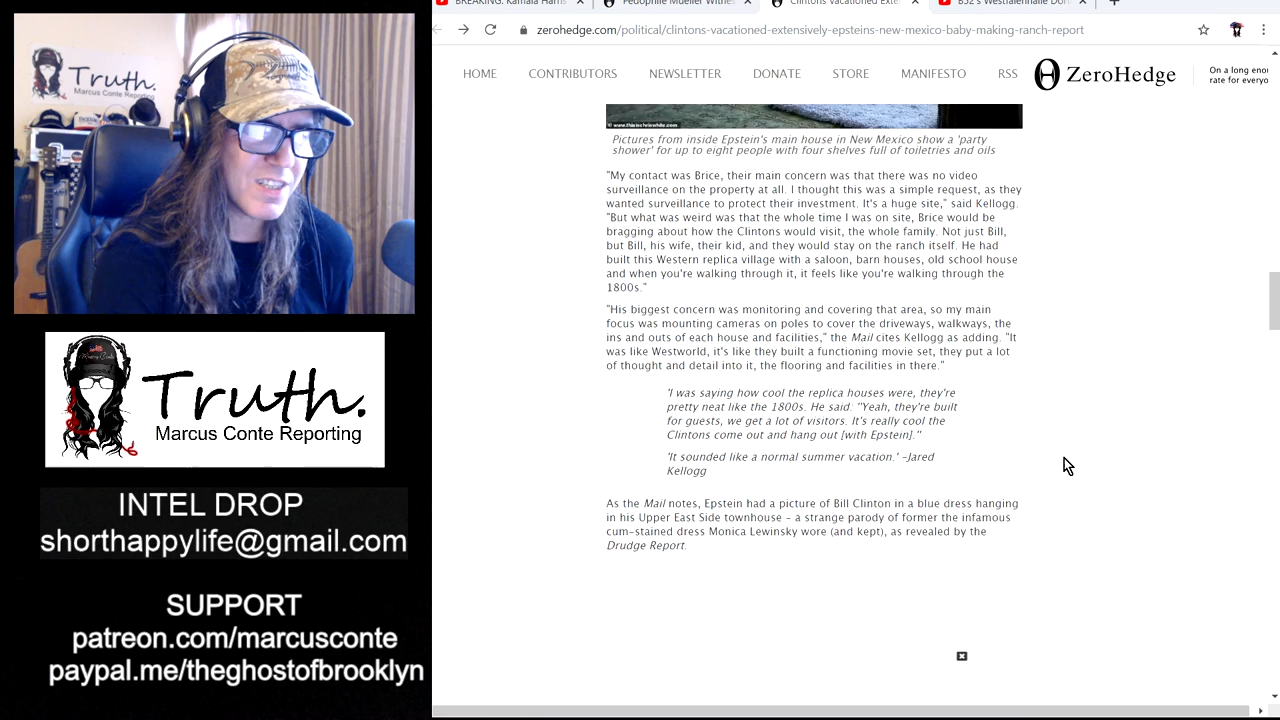 BREAKING: Kamala Harris
Pedophile Mueller Witnes
Clintons Vacationed Exte
zerohedge.com/political/clintons-vacationed-extensively-epsteins-new-mexico-baby-making-ranch-report
HOME CONTRIBUTORS NEWSLETTER DONATE STORE MANIFESTO RSS
ZeroHedge
On a long enou
rate for everyo
Pictures from inside Epstein's main house in New Mexico show a 'party
shower' for up to eight people with four shelves full of toiletries and oils
"My contact was Brice, their main concern was that there was no video
surveillance on the property at all. I thought this was a simple request, as they
wanted surveillance to protect their investment. It's a huge site," said Kellogg.
"But what was weird was that the whole time I was on site, Brice would be
bragging about how the Clintons would visit, the whole family. Not just Bill,
but Bill, his wife, their kid, and they would stay on the ranch itself. He had
built this Western replica village with a saloon, barn houses, old school house
and when you're walking through it, it feels like you're walking through the
1800s."
"His biggest concern was monitoring and covering that area, so my main
focus was mounting cameras on poles to cover the driveways, walkways, the
ins and outs of each house and facilities," the Mail cites Kellogg as adding. "It
was like Westworld, it's like they built a functioning movie set, they put a lot
of thought and detail into it, the flooring and facilities in there."
'I was saying how cool the replica houses were, they're
pretty neat like the 1800s. He said. ''Yeah, they're built
for guests, we get a lot of visitors. It's really cool the
Clintons come out and hang out [with Epstein].''
'It sounded like a normal summer vacation.' -Jared
Kellogg
As the Mail notes, Epstein had a picture of Bill Clinton in a blue dress hanging
in his Upper East Side townhouse - a strange parody of former the infamous
cum-stained dress Monica Lewinsky wore (and kept), as revealed by the
Drudge Report.
Truth.
Marcus Conte Reporting
Truth.
Marcus Conte Reporting
INTEL DROP
shorthappylife@gmail.com
SUPPORT
patreon.com/marcusconte
paypal.me/theghostofbrooklyn